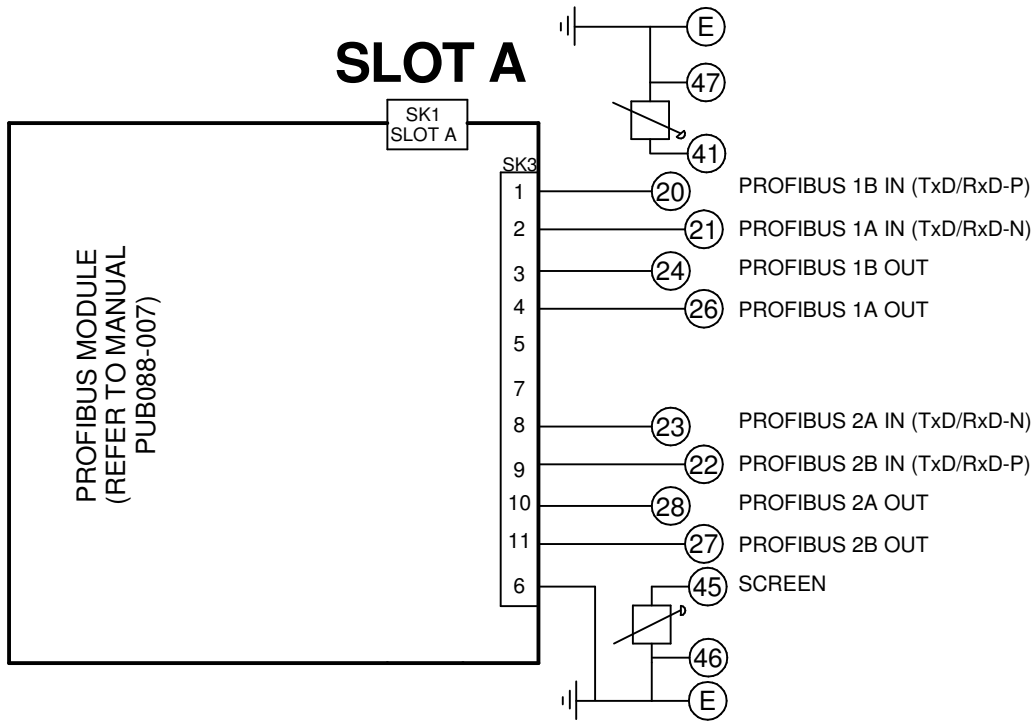 E
SLOT A
47
SK1
SLOT A
41
SK3
1 20 PROFIBUS 1B IN (TxD/RxD-P)
2 21 PROFIBUS 1A IN (TxD/RxD-N)
3 24 PROFIBUS 1B OUT
4 26 PROFIBUS 1A OUT
5
7
8 23 PROFIBUS 2A IN (TxD/RxD-N)
9 22 PROFIBUS 2B IN (TxD/RxD-P)
10 28 PROFIBUS 2A OUT
11 27 PROFIBUS 2B OUT
6 45 SCREEN
46
E
PROFIBUS MODULE
(REFER TO MANUAL
PUB088-007)